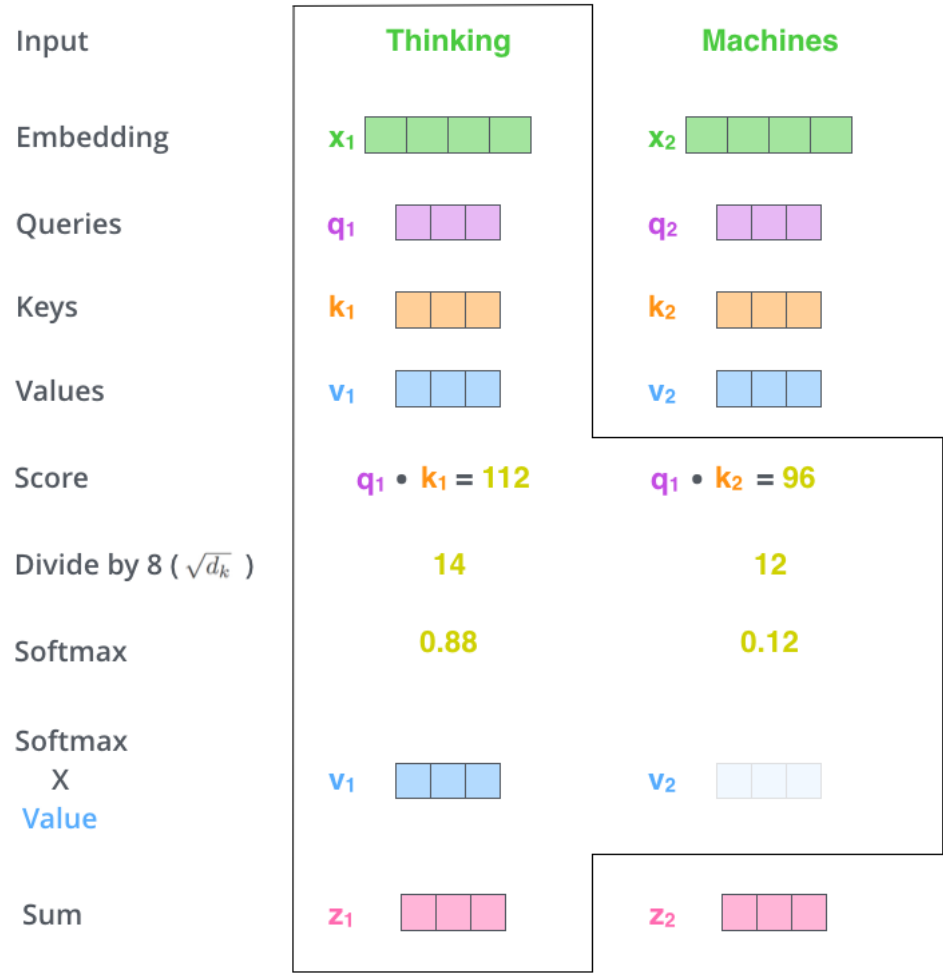 Input Thinking Machines
Embedding x₁ x₂
Queries q₁ q₂
Keys k₁ k₂
Values v₁ v₂
Score q₁ • k₁ = 112 q₁ • k₂ = 96
Divide by 8 ( √dₖ ) 14 12
Softmax 0.88 0.12
Softmax
X
Value
v₁ v₂
Sum z₁ z₂